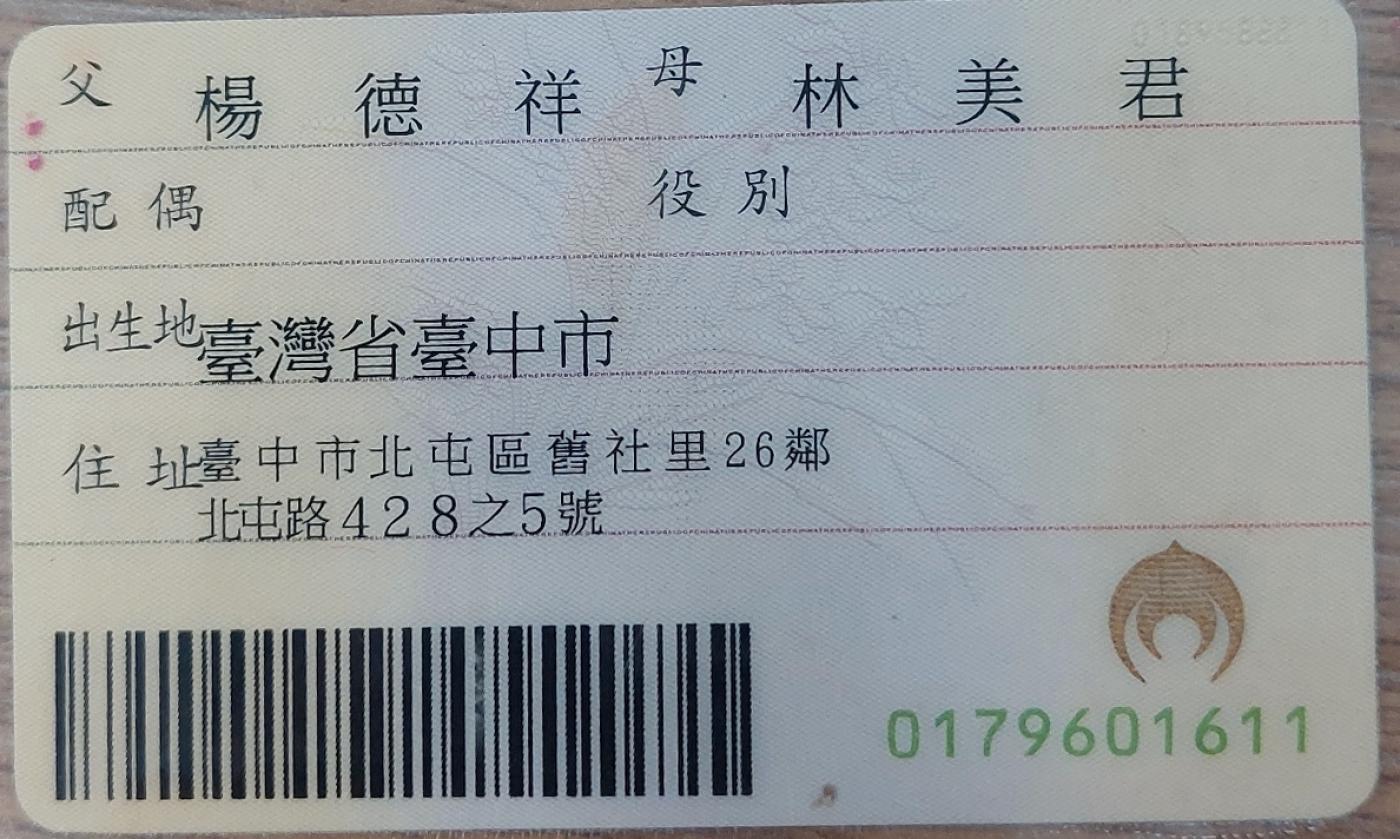 父 楊德祥 母 林美君
配偶 役別
出生地 臺灣省臺中市
住址 臺中市北屯區舊社里26鄰
北屯路428之5號
0179601611